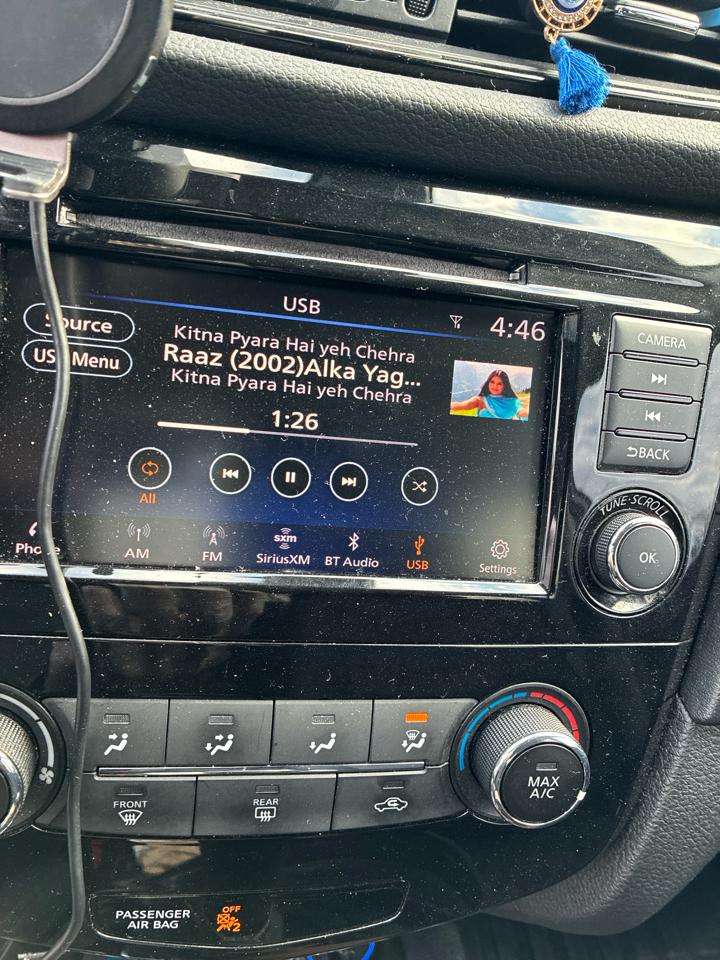 USB
4:46
Source
USB Menu
Kitna Pyara Hai yeh Chehra
Raaz (2002)Alka Yag...
Kitna Pyara Hai yeh Chehra
1:26
All
Phone
AM
FM
sxm
SiriusXM
BT Audio
USB
Settings
CAMERA
BACK
TUNE·SCROLL
OK
MAX
A/C
FRONT
REAR
PASSENGER
AIR BAG
OFF
2